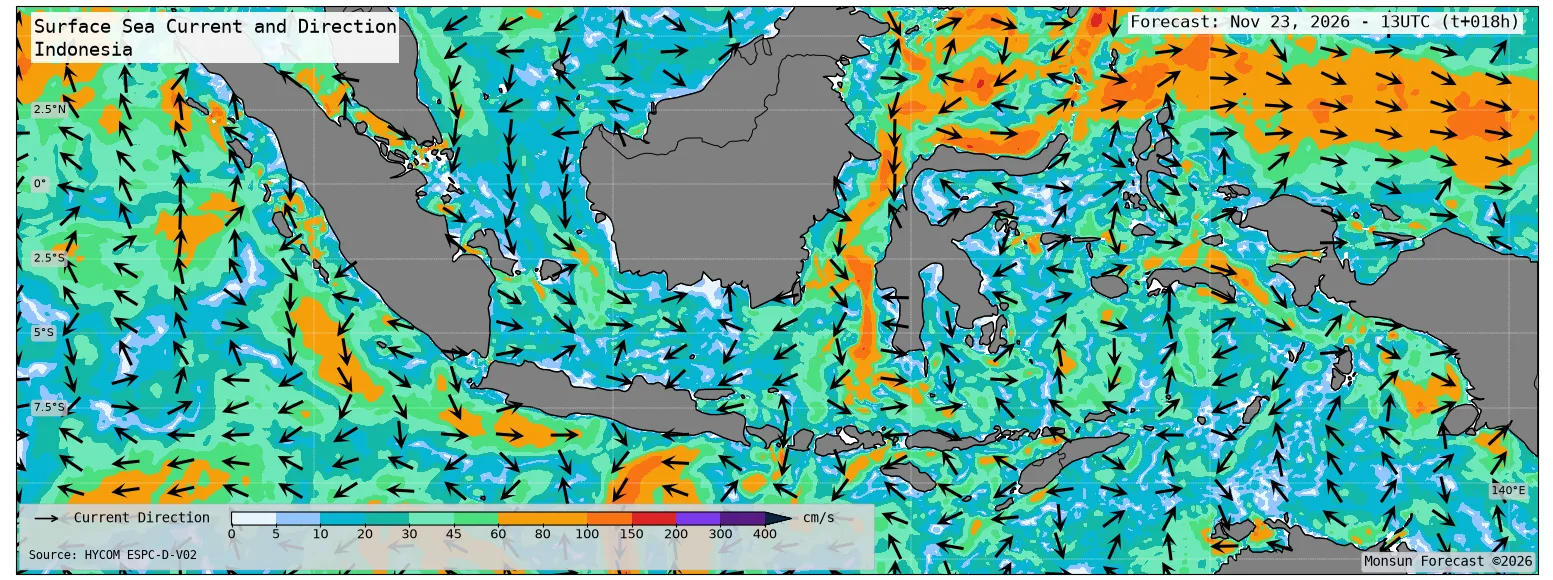 Surface Sea Current and Direction
Indonesia
Forecast: Nov 23, 2026 - 13UTC (t+018h)
2.5°N
0°
2.5°S
5°S
7.5°S
140°E
Current Direction
0 5 10 20 30 45 60 80 100 150 200 300 400 cm/s
Source: HYCOM ESPC-D-V02
Monsun Forecast ©2026